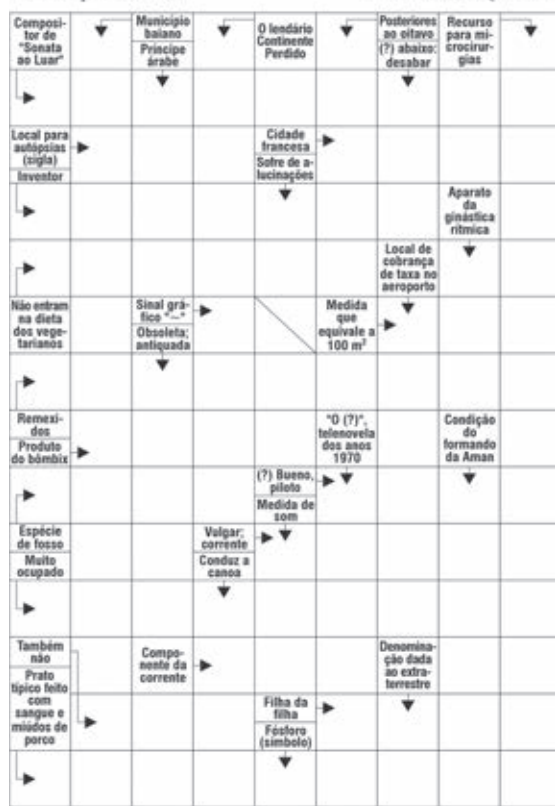 Composi-
tor de
"Sonata
ao Luar"
Município
baiano
Príncipe
árabe
O lendário
Continente
Perdido
Posteriores
ao oitavo
(?) abaixo:
desabar
Recurso
para mi-
crocirur-
gias
Local para
autópsias
(sigla)
Inventor
Cidade
francesa
Sofre de a-
lucinações
Aparato
da
ginástica
rítmica
Local de
cobrança
de taxa no
aeroporto
Não entram
na dieta
dos vege-
tarianos
Sinal grá-
fico "—"
Obsoleta;
antiquada
Medida
que
equivale a
100 m²
Remexi-
dos
Produto
do bômbix
"O (?)",
telenovela
dos anos
1970
Condição
do
formando
da Aman
(?) Bueno,
piloto
Medida de
som
Espécie
de fosso
Muito
ocupado
Vulgar;
corrente
Conduz a
canoa
Também
não
Prato
típico feito
com
sangue e
miúdos de
porco
Compo-
nente da
corrente
Denomina-
ção dada
ao extra-
terrestre
Filha da
filha
Fósforo
(símbolo)